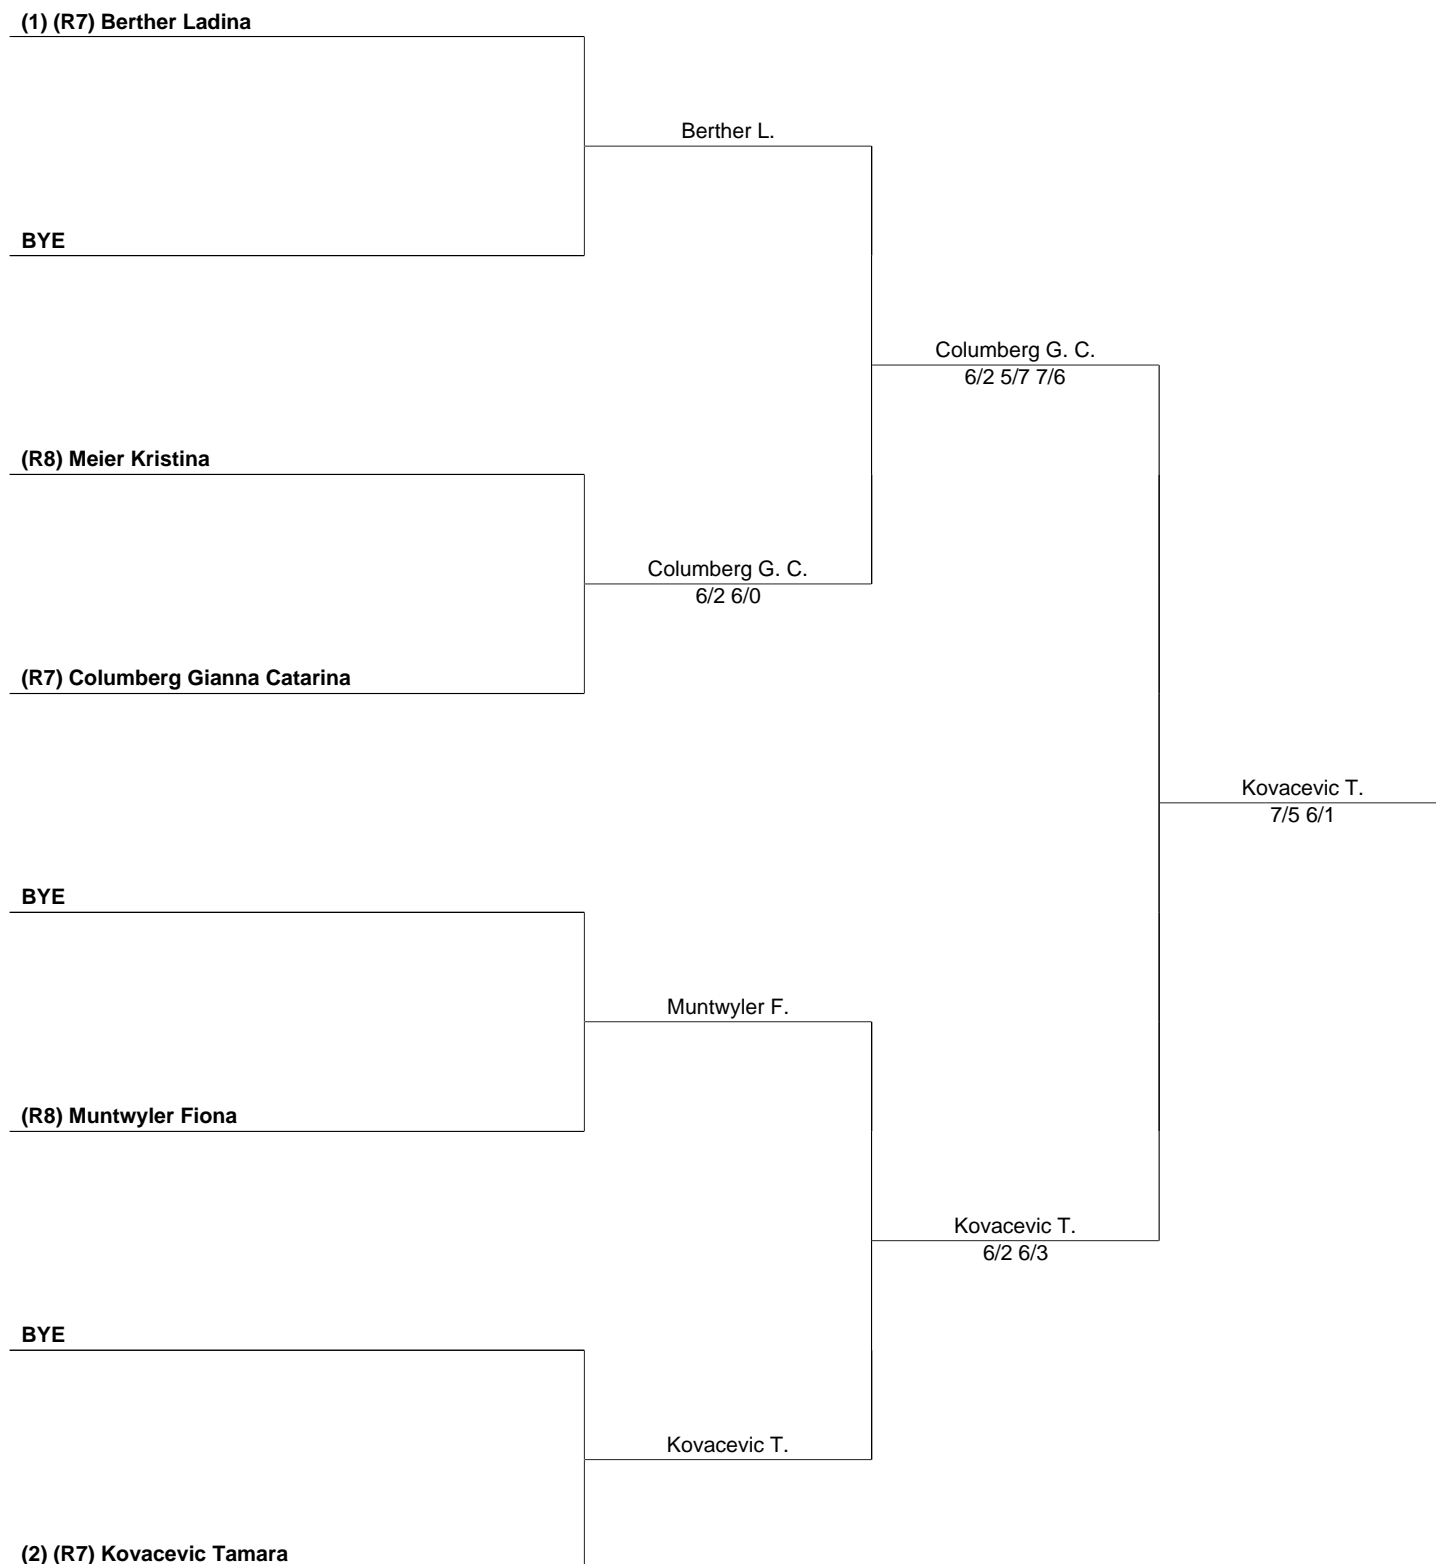 (1) (R7) Berther Ladina
Berther L.
BYE
Columberg G. C.
6/2 5/7 7/6
(R8) Meier Kristina
Columberg G. C.
6/2 6/0
(R7) Columberg Gianna Catarina
Kovacevic T.
7/5 6/1
BYE
Muntwyler F.
(R8) Muntwyler Fiona
Kovacevic T.
6/2 6/3
BYE
Kovacevic T.
(2) (R7) Kovacevic Tamara